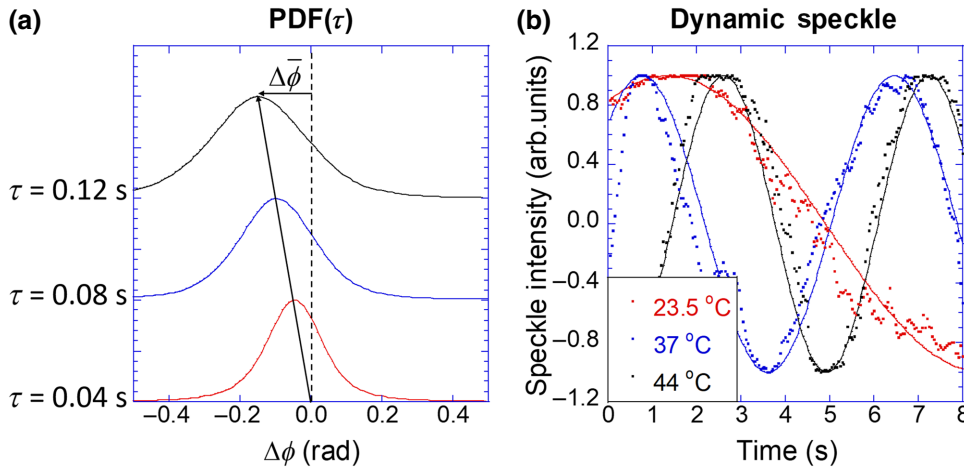 (a) PDF(τ)
Δϕ̅
τ = 0.12 s
τ = 0.08 s
τ = 0.04 s
−0.4 −0.2 0.0 0.2 0.4
Δϕ (rad)
(b) Dynamic speckle
Speckle intensity (arb.units)
1.2
0.8
0.4
0.0
−0.4
−0.8
−1.2
23.5 °C
37 °C
44 °C
0 1 2 3 4 5 6 7 8
Time (s)